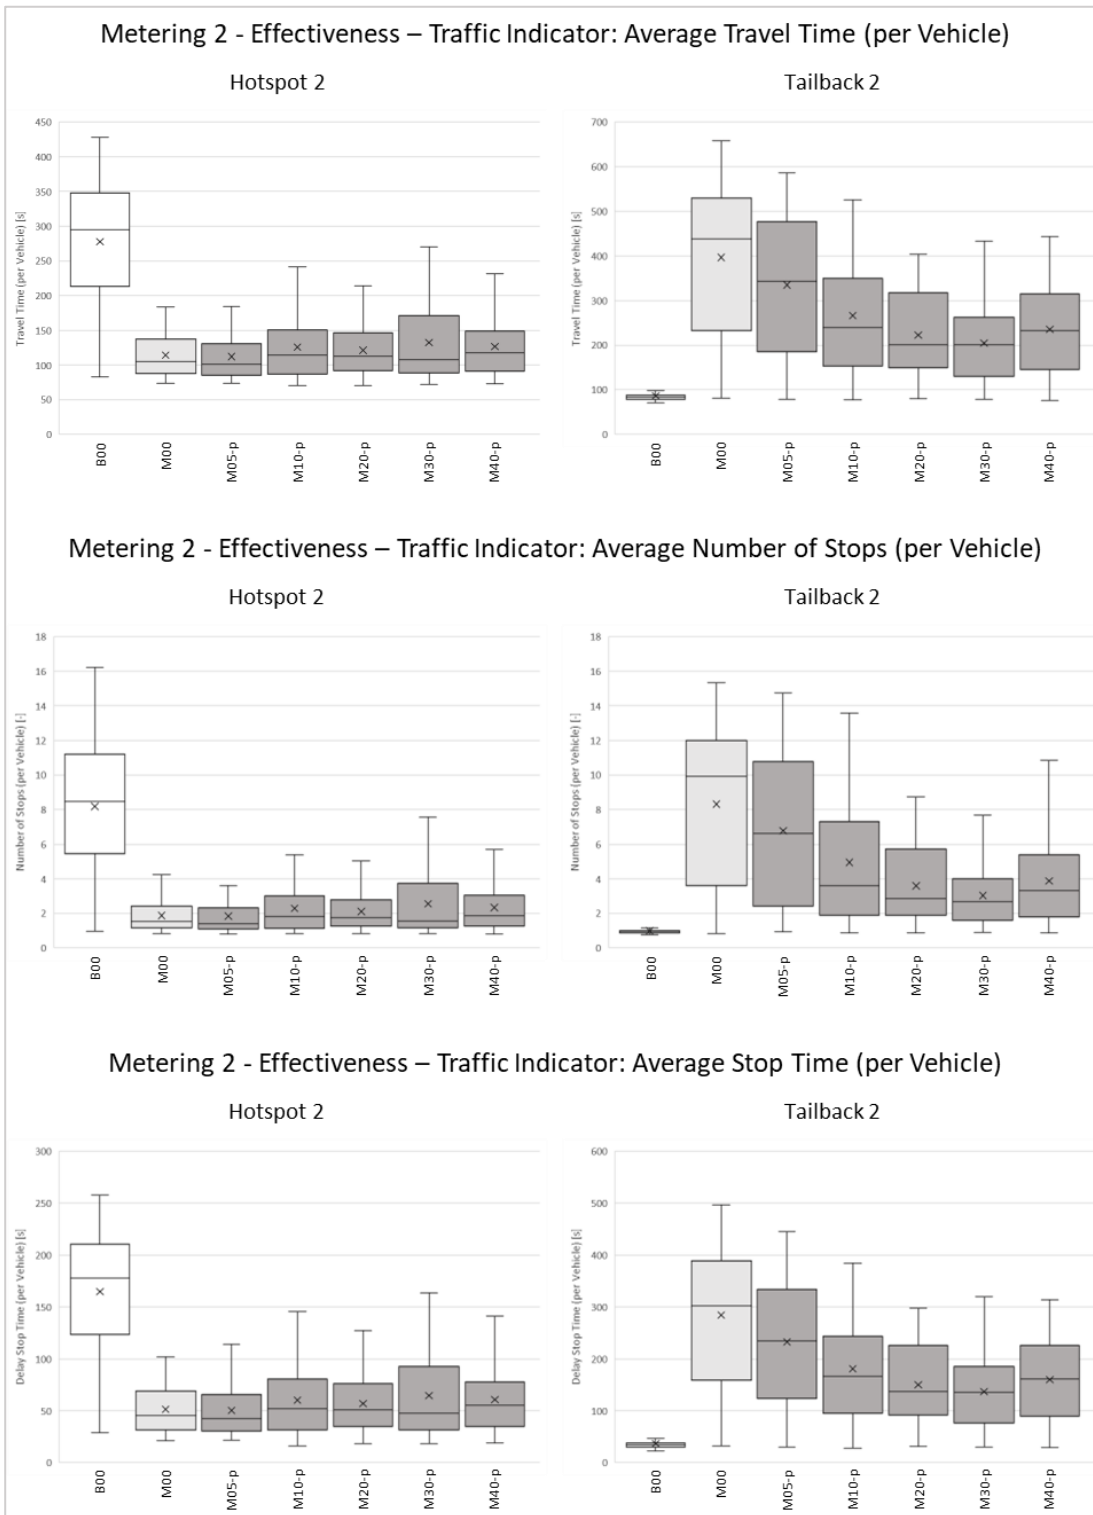 Metering 2 - Effectiveness – Traffic Indicator: Average Travel Time (per Vehicle)
Hotspot 2
Tailback 2
Travel Time (per Vehicle) [s]
450
400
350
300
250
200
150
100
50
0
B00
M00
M05-p
M10-p
M20-p
M30-p
M40-p
Travel Time (per Vehicle) [s]
700
600
500
400
300
200
100
0
B00
M00
M05-p
M10-p
M20-p
M30-p
M40-p
Metering 2 - Effectiveness – Traffic Indicator: Average Number of Stops (per Vehicle)
Hotspot 2
Tailback 2
Number of Stops (per Vehicle) [-]
18
16
14
12
10
8
6
4
2
0
B00
M00
M05-p
M10-p
M20-p
M30-p
M40-p
Number of Stops (per Vehicle) [-]
18
16
14
12
10
8
6
4
2
0
B00
M00
M05-p
M10-p
M20-p
M30-p
M40-p
Metering 2 - Effectiveness – Traffic Indicator: Average Stop Time (per Vehicle)
Hotspot 2
Tailback 2
Delay Stop Time (per Vehicle) [s]
300
250
200
150
100
50
0
B00
M00
M05-p
M10-p
M20-p
M30-p
M40-p
Delay Stop Time (per Vehicle) [s]
600
500
400
300
200
100
0
B00
M00
M05-p
M10-p
M20-p
M30-p
M40-p